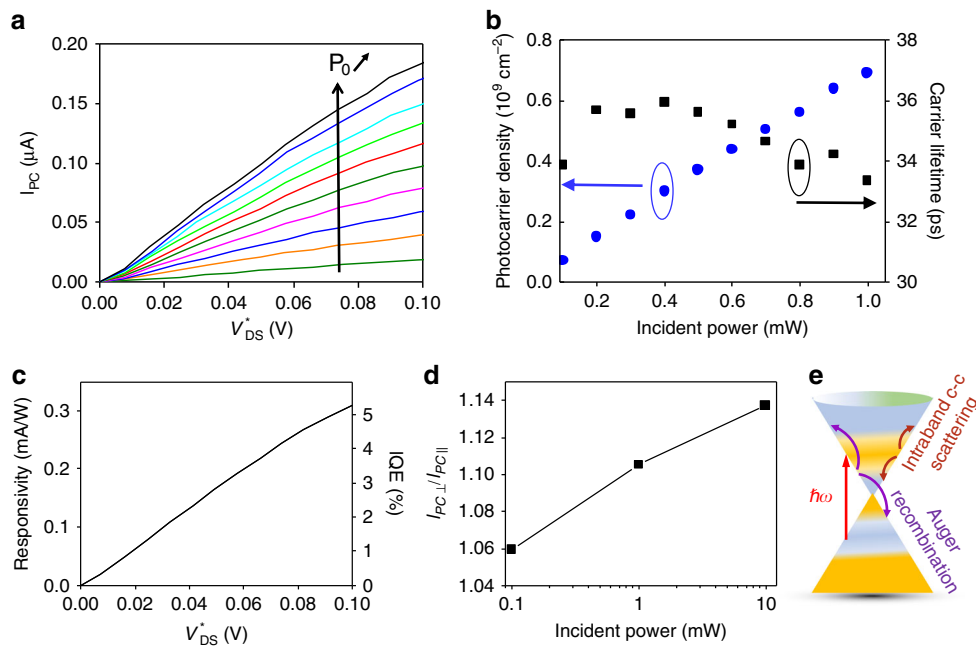 a
0.20
0.15
0.10
0.05
0.00
I_PC (µA)
P_0
0.00 0.02 0.04 0.06 0.08 0.10
V*_DS (V)
b
0.8
0.6
0.4
0.2
0.0
Photocarrier density (10⁹ cm⁻²)
38
36
34
32
30
Carrier lifetime (ps)
0.2 0.4 0.6 0.8 1.0
Incident power (mW)
c
0.3
0.2
0.1
0.0
Responsivity (mA/W)
5
4
3
2
1
0
IQE (%)
0.00 0.02 0.04 0.06 0.08 0.10
V*_DS (V)
d
1.14
1.12
1.10
1.08
1.06
1.04
I_PC⊥/I_PC||
0.1 1 10
Incident power (mW)
e
Intraband c-c
scattering
ħω
Auger
recombination